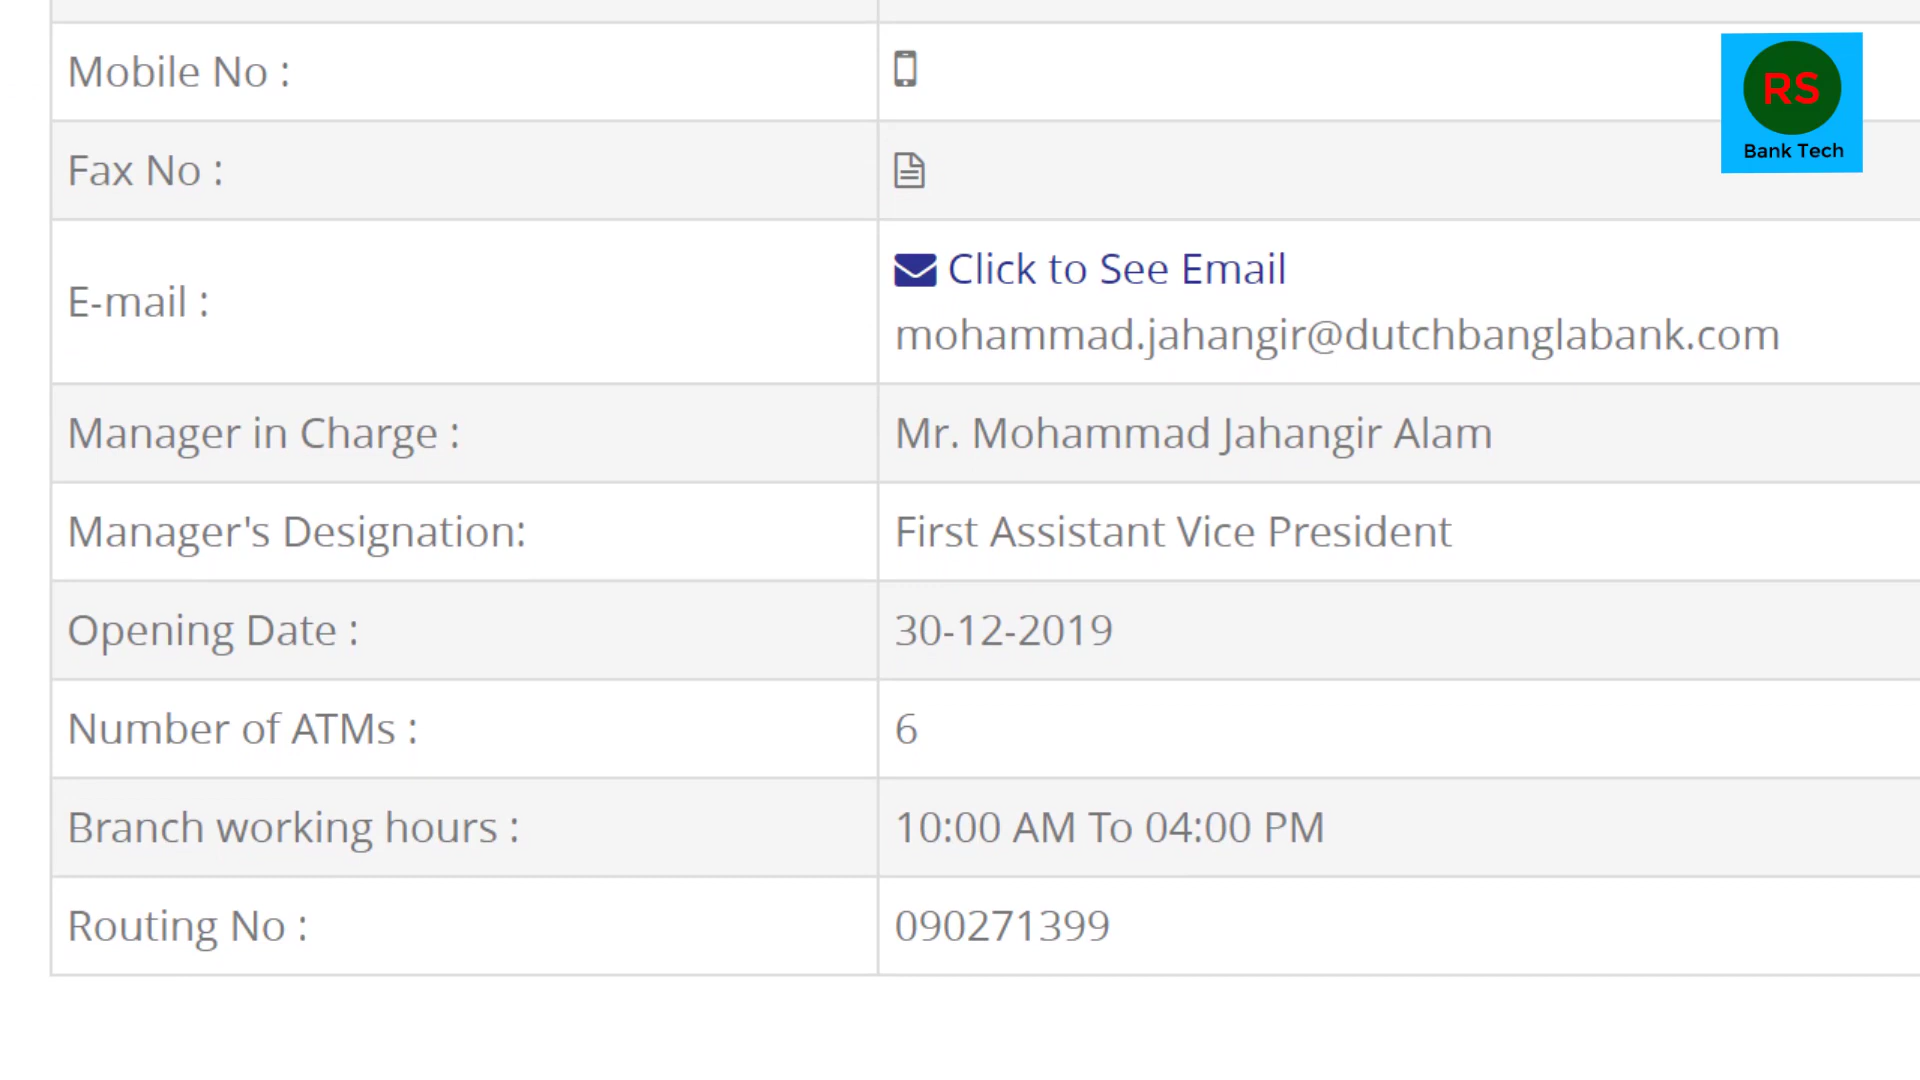 Mobile No :
RS
Bank Tech
Fax No :
E-mail :
Click to See Email
mohammad.jahangir@dutchbanglabank.com
Manager in Charge :
Mr. Mohammad Jahangir Alam
Manager's Designation:
First Assistant Vice President
Opening Date :
30-12-2019
Number of ATMs :
6
Branch working hours :
10:00 AM To 04:00 PM
Routing No :
090271399